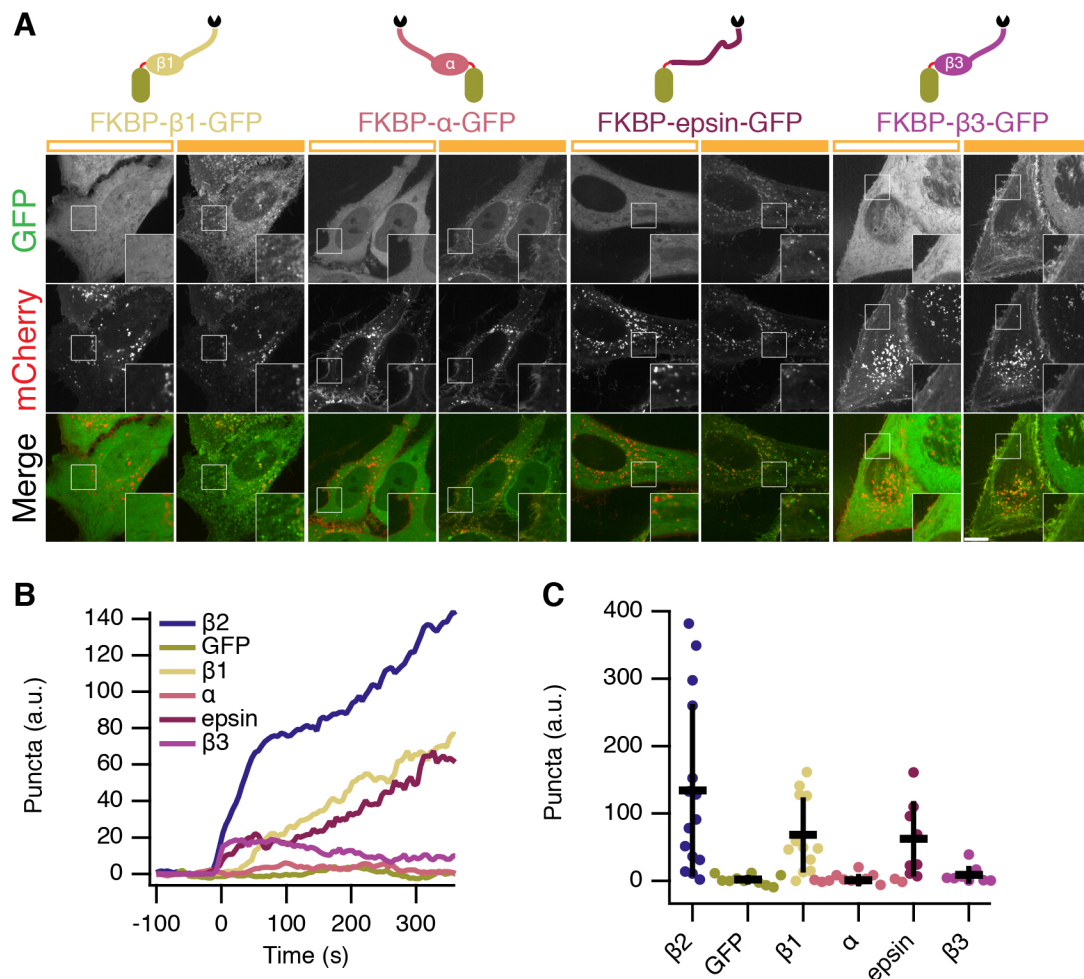 A
β1
α
β3
FKBP-β1-GFP
FKBP-α-GFP
FKBP-epsin-GFP
FKBP-β3-GFP
GFP
mCherry
Merge
B
Puncta (a.u.)
140
120
100
80
60
40
20
0
β2
GFP
β1
α
epsin
β3
-100 0 100 200 300
Time (s)
C
Puncta (a.u.)
400
300
200
100
0
β2 GFP β1 α epsin β3